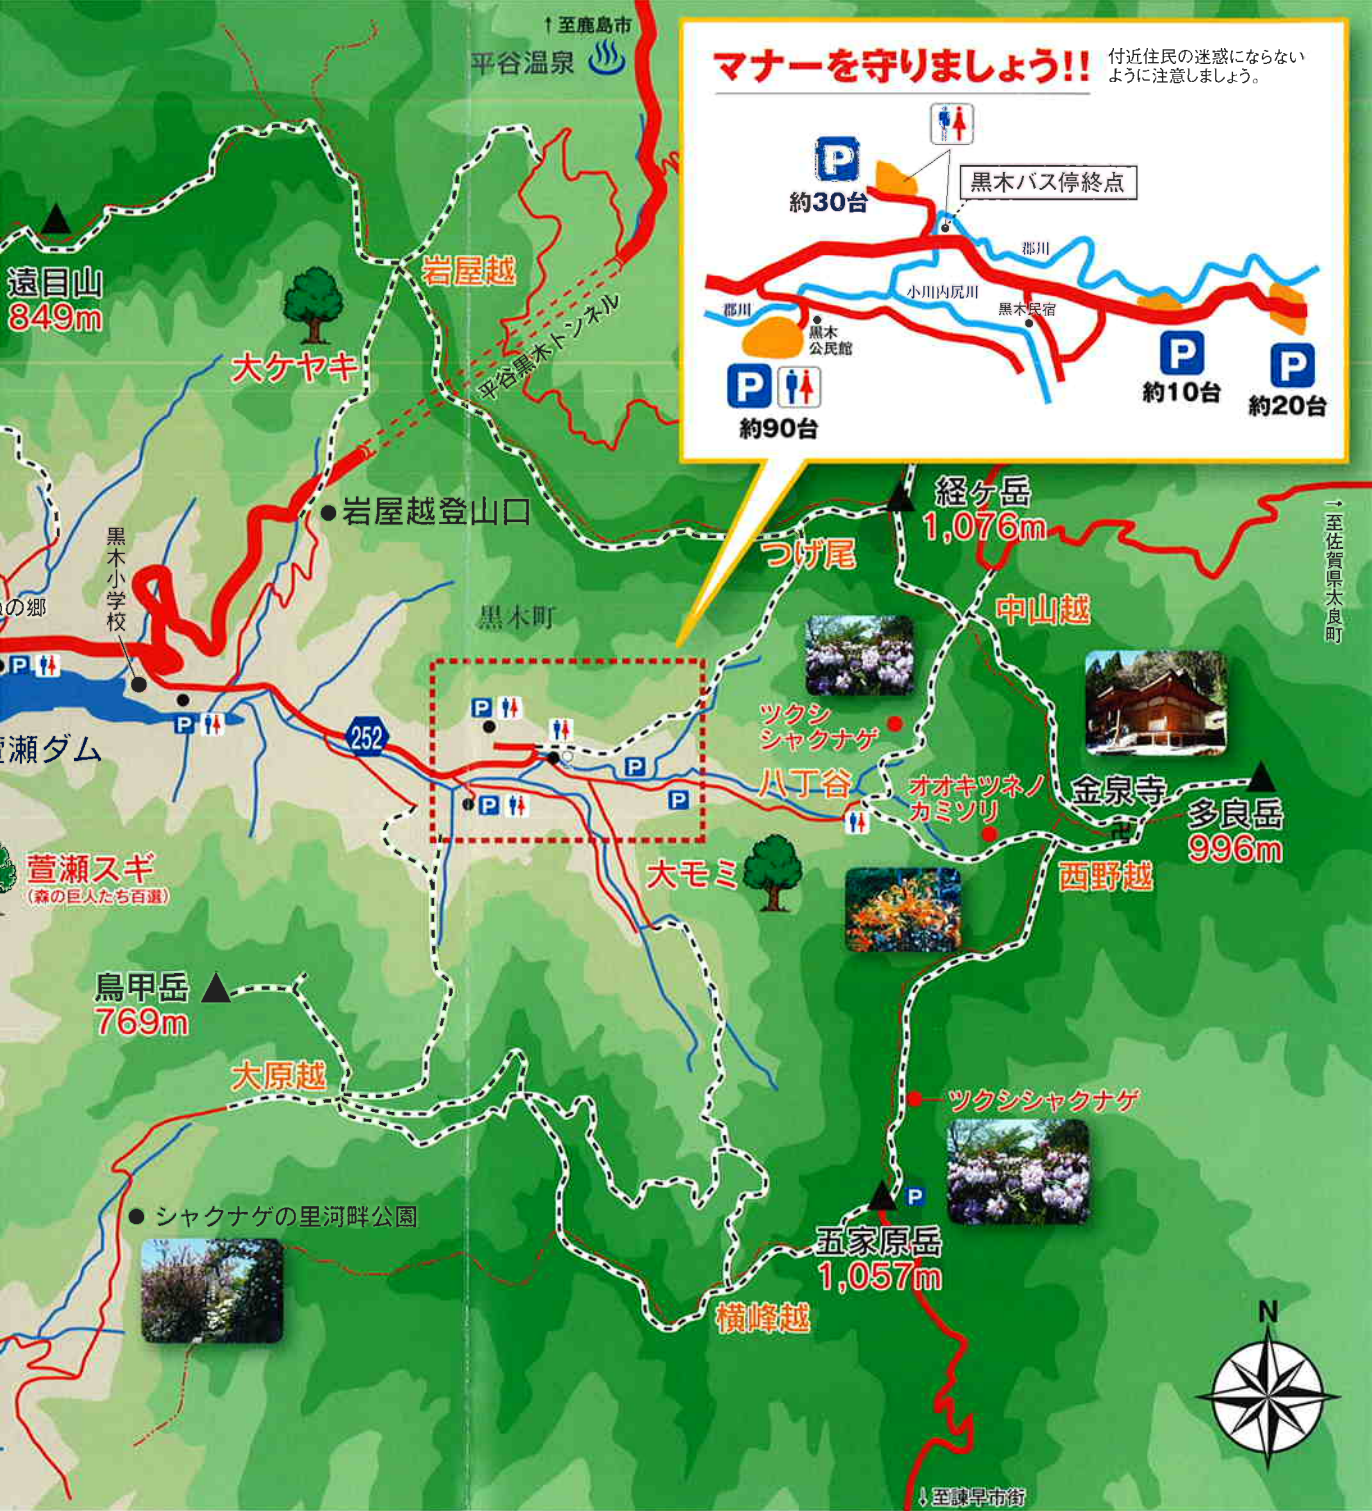 ↑至鹿島市
平谷温泉
マナーを守りましょう!!
付近住民の迷惑にならない
ように注意しましょう。
P
約30台
黒木バス停終点
郡川
小川内尻川
郡川
黒木民宿
黒木
公民館
P
約90台
P
約10台
P
約20台
遠目山
849m
岩屋越
大ケヤキ
平谷黒木トンネル
岩屋越登山口
経ヶ岳
1,076m
つげ尾
中山越
→至佐賀県太良町
黒木小学校
の郷
黒木町
P
P
瀬ダム
252
P
P
P
P
ツクシ
シャクナゲ
八丁谷
オオキツネノ
カミソリ
金泉寺
卍
多良岳
996m
西野越
大モミ
萱瀬スギ
(森の巨人たち百選)
鳥甲岳
769m
大原越
ツクシシャクナゲ
シャクナゲの里河畔公園
P
五家原岳
1,057m
横峰越
N
↓至諫早市街